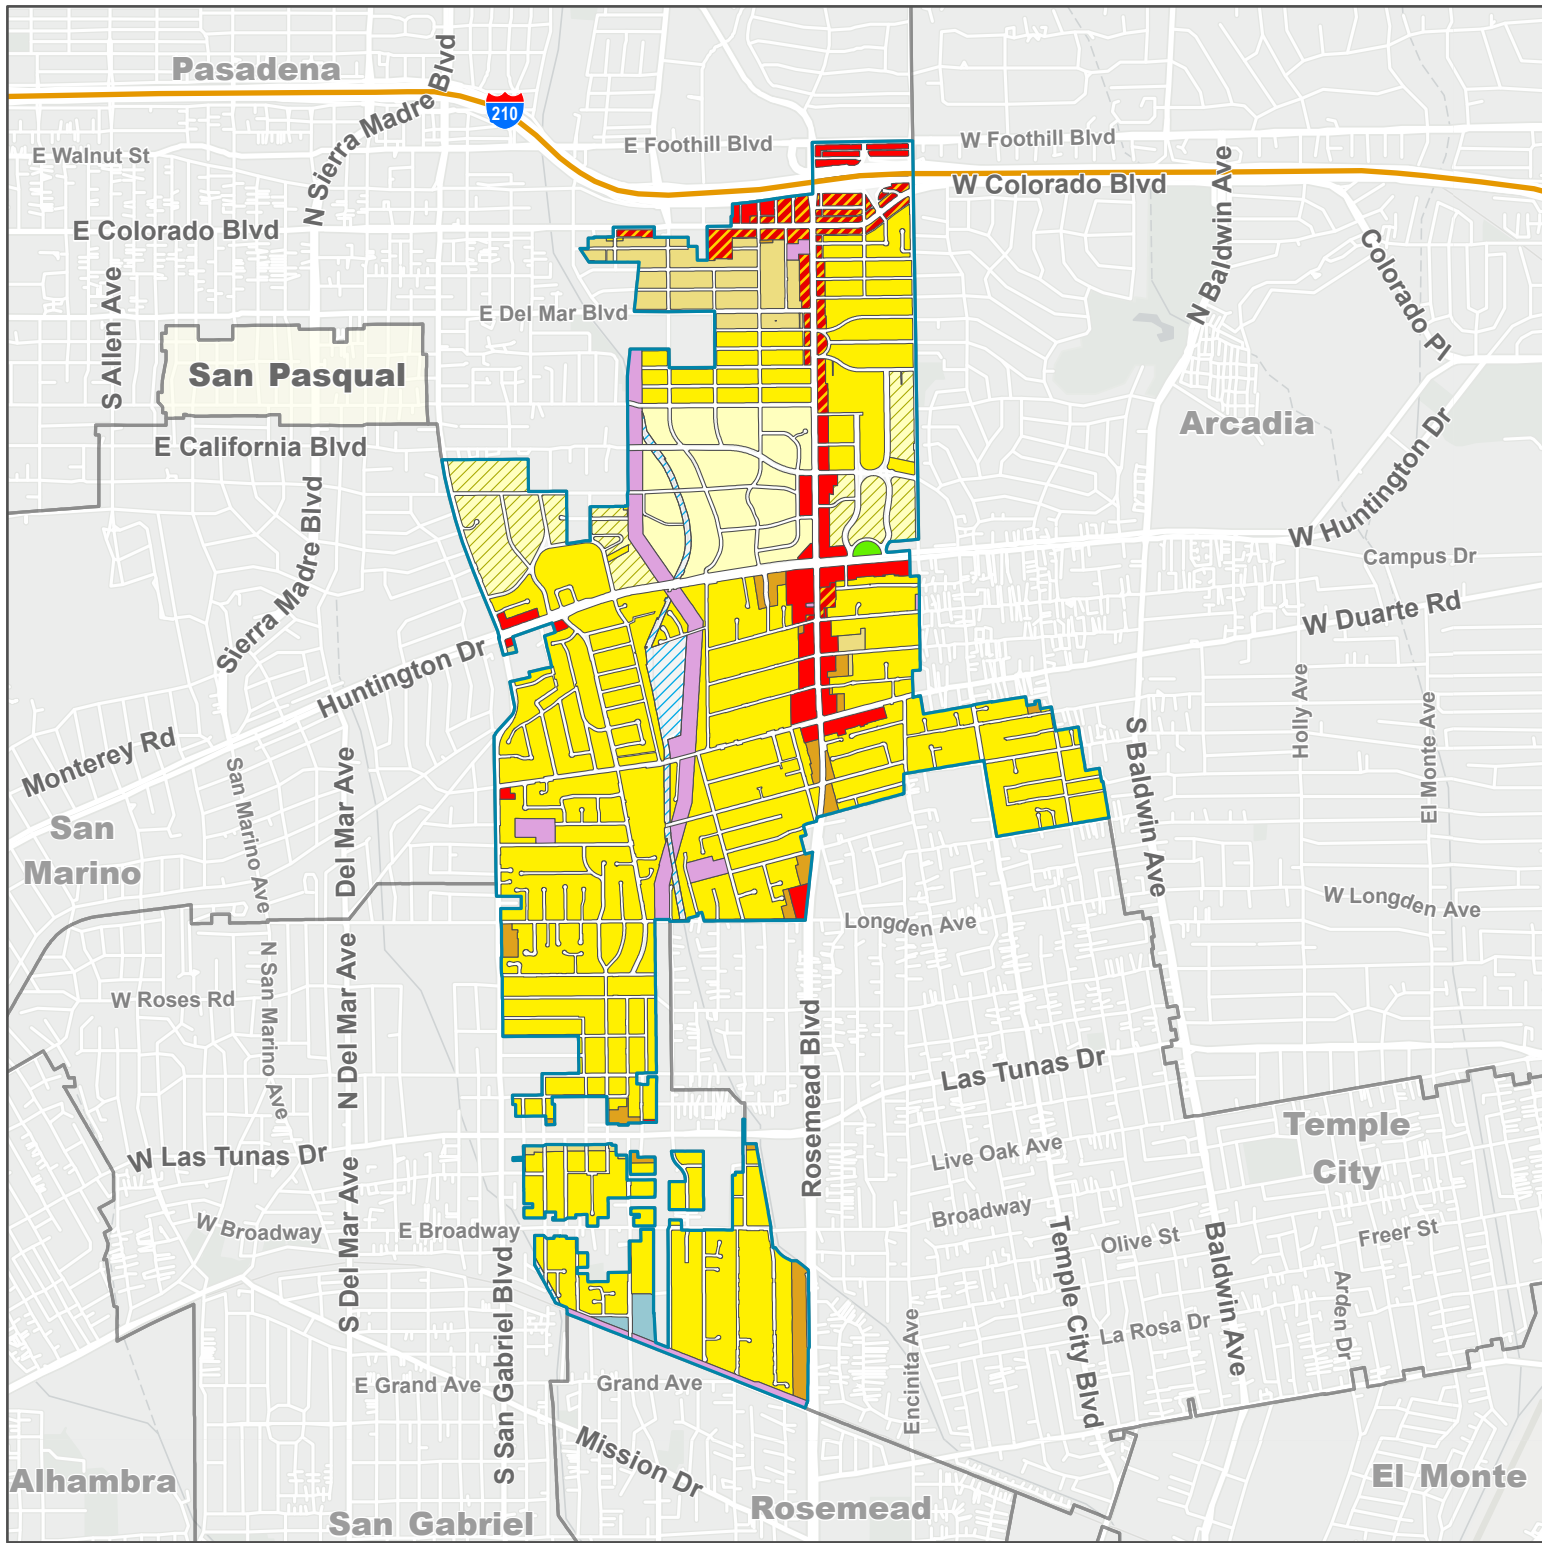 Pasadena
N Sierra Madre Blvd
210
E Foothill Blvd
W Foothill Blvd
E Walnut St
W Colorado Blvd
N Baldwin Ave
E Colorado Blvd
Colorado Pl
S Allen Ave
E Del Mar Blvd
San Pasqual
Arcadia
E California Blvd
W Huntington Dr
Sierra Madre Blvd
Campus Dr
W Duarte Rd
Huntington Dr
Holly Ave
El Monte Ave
Monterey Rd
San Marino Ave
Del Mar Ave
S Baldwin Ave
San
Marino
W Longden Ave
Longden Ave
N San Marino Ave
N Del Mar Ave
W Roses Rd
Rosemead Blvd
Las Tunas Dr
Temple
City
W Las Tunas Dr
Live Oak Ave
S Del Mar Ave
W Broadway
E Broadway
Broadway
Temple City Blvd
Olive St
Freer St
Baldwin Ave
S San Gabriel Blvd
Arden Dr
La Rosa Dr
Encinita Ave
E Grand Ave
Grand Ave
Mission Dr
Alhambra
El Monte
San Gabriel
Rosemead